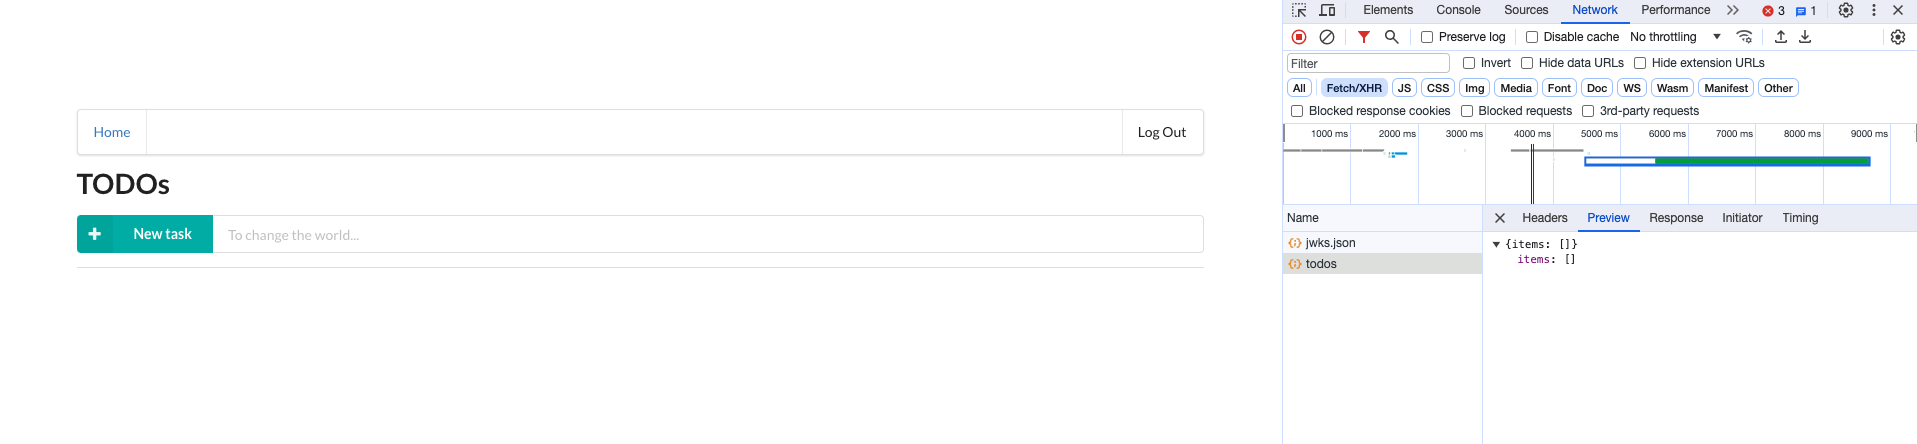 Home
Log Out
TODOs
New task
To change the world...
Elements Console Sources Network Performance 3 1
Preserve log Disable cache No throttling
Filter Invert Hide data URLs Hide extension URLs
All Fetch/XHR JS CSS Img Media Font Doc WS Wasm Manifest Other
Blocked response cookies Blocked requests 3rd-party requests
1000 ms 2000 ms 3000 ms 4000 ms 5000 ms 6000 ms 7000 ms 8000 ms 9000 ms
Name
jwks.json
todos
Headers Preview Response Initiator Timing
{items: []}
items: []